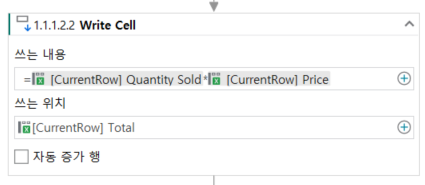 1.1.1.2.2 Write Cell
쓰는 내용
=[CurrentRow] Quantity Sold*[CurrentRow] Price
쓰는 위치
[CurrentRow] Total
자동 증가 행